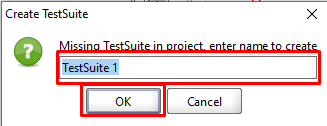 Create TestSuite
Missing TestSuite in project, enter name to create
TestSuite 1
OK
Cancel